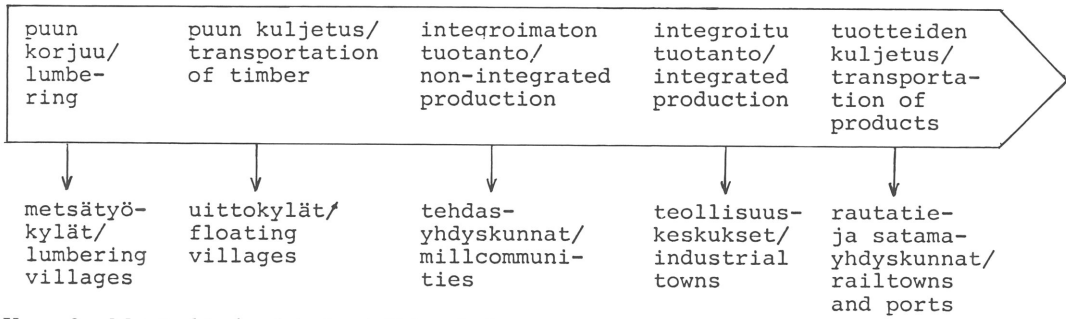 puun
korjuu/
lumbe-
ring
puun kuljetus/
transportation
of timber
integroimaton
tuotanto/
non-integrated
production
integroitu
tuotanto/
integrated
production
tuotteiden
kuljetus/
transporta-
tion of
products
metsätyö-
kylät/
lumbering
villages
uittokylät/
floating
villages
tehdas-
yhdyskunnat/
millcommuni-
ties
teollisuus-
keskukset/
industrial
towns
rautatie-
ja satama-
yhdyskunnat/
railtowns
and ports